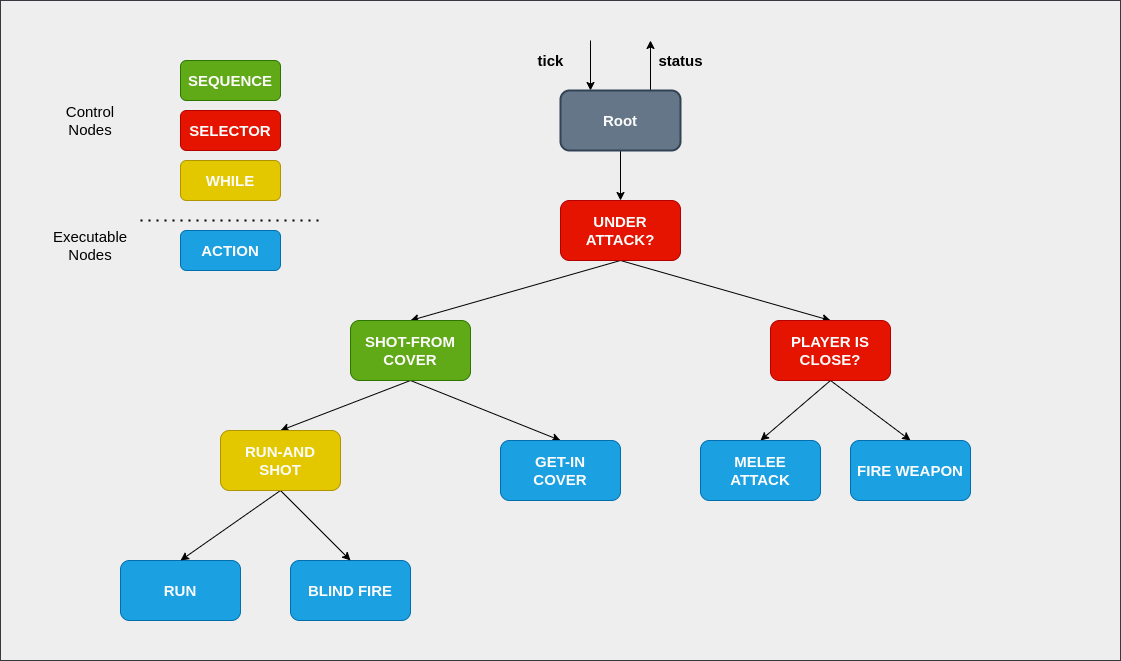 SEQUENCE
Control
Nodes
SELECTOR
WHILE
Executable
Nodes
ACTION
tick
status
Root
UNDER
ATTACK?
SHOT-FROM
COVER
PLAYER IS
CLOSE?
RUN-AND
SHOT
GET-IN
COVER
MELEE
ATTACK
FIRE WEAPON
RUN
BLIND FIRE